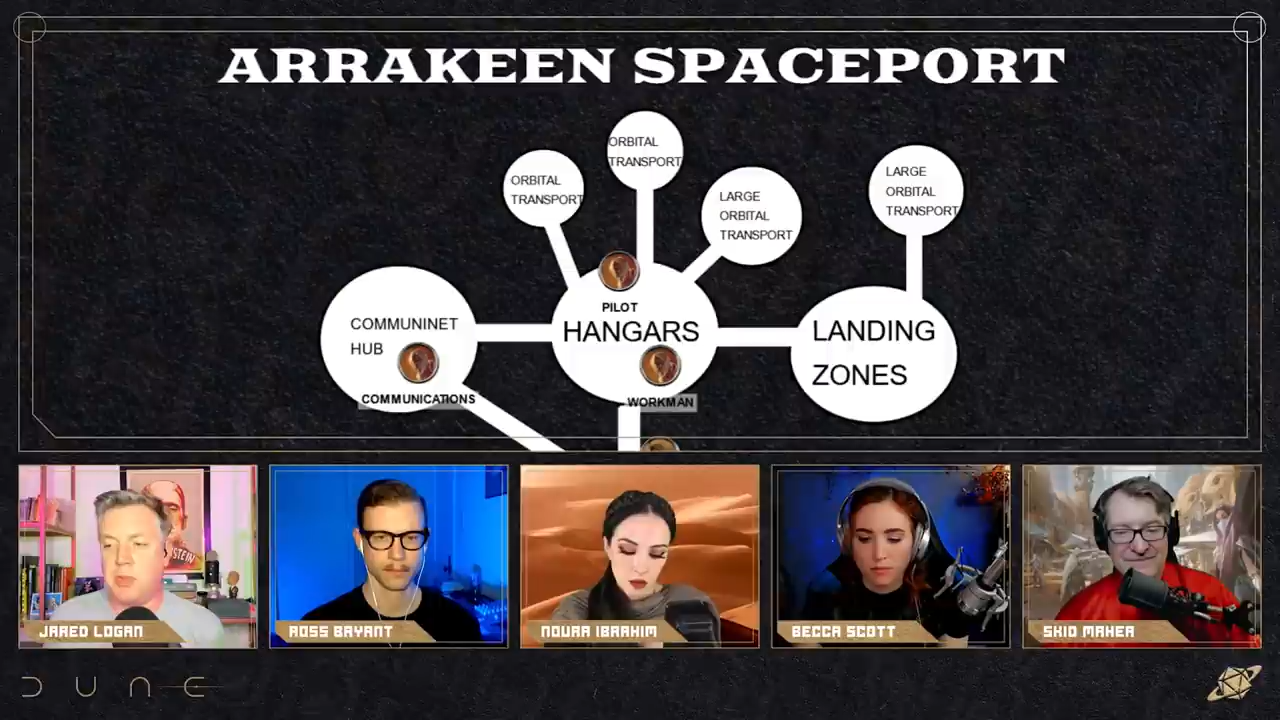 ARRAKEEN SPACEPORT
ORBITAL
TRANSPORT
ORBITAL
TRANSPORT
LARGE
ORBITAL
TRANSPORT
LARGE
ORBITAL
TRANSPORT
COMMUNINET
HUB
COMMUNICATIONS
PILOT
HANGARS
WORKMAN
LANDING
ZONES
JARED LOGAN
ROSS BRYANT
NOURA IBRAHIM
BECCA SCOTT
SKID MAHER
DUNE